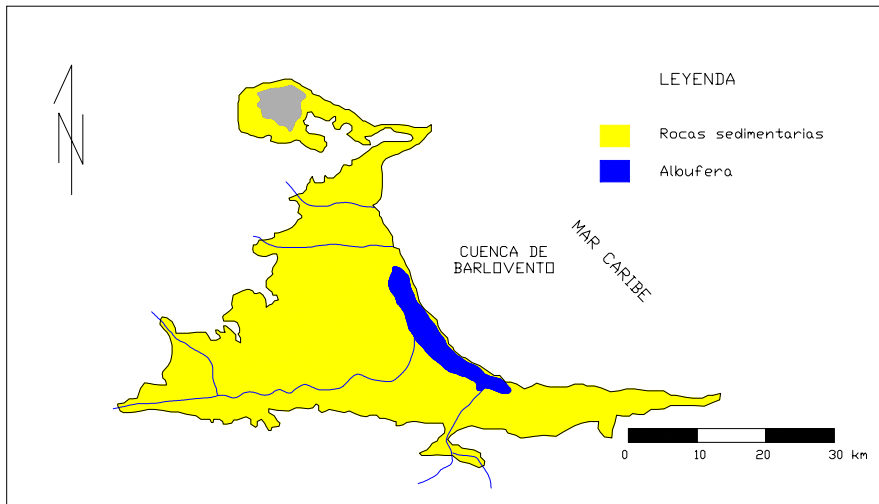 LEYENDA
Rocas sedimentarias
Albufera
CUENCA DE
BARLOVENTO
MAR CARIBE
0 10 20 30 km
N